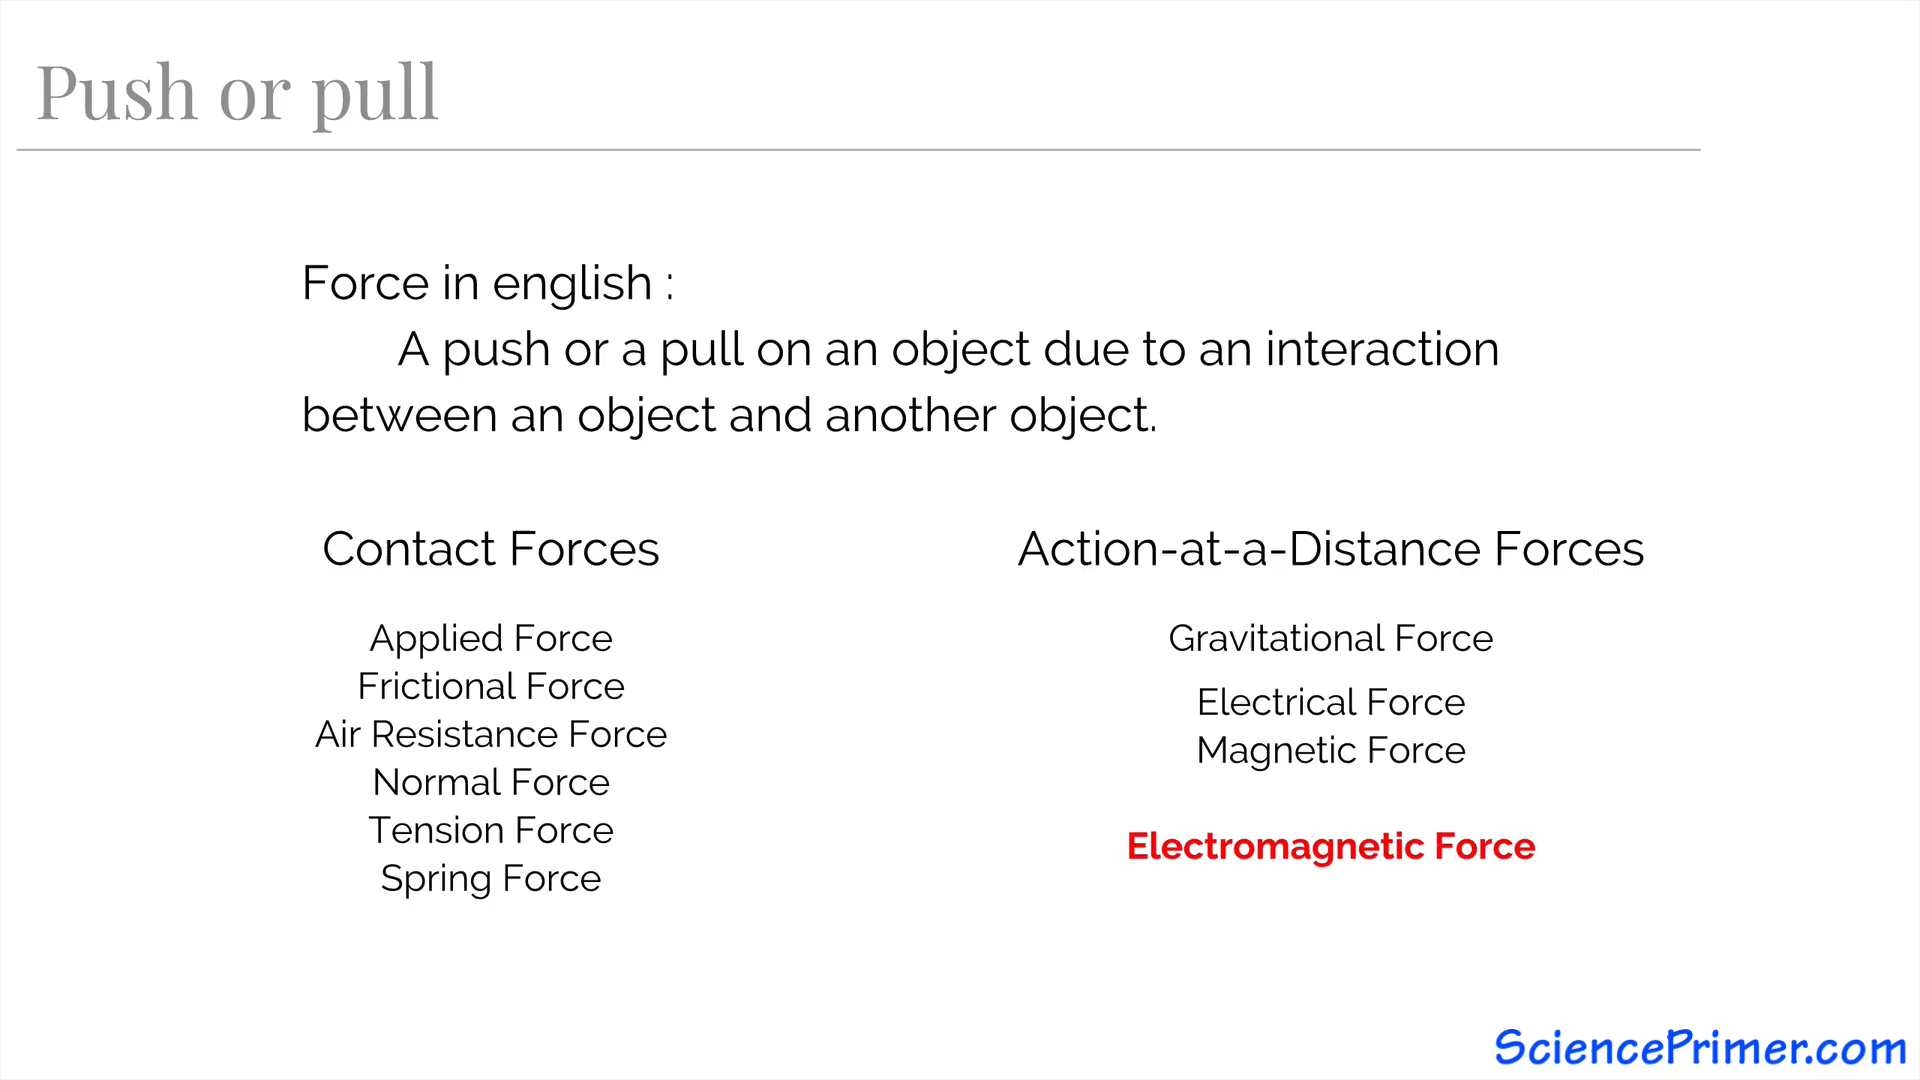 Push or pull
Force in english :
A push or a pull on an object due to an interaction
between an object and another object.
Contact Forces
Applied Force
Frictional Force
Air Resistance Force
Normal Force
Tension Force
Spring Force
Action-at-a-Distance Forces
Gravitational Force
Electrical Force
Magnetic Force
Electromagnetic Force
SciencePrimer.com